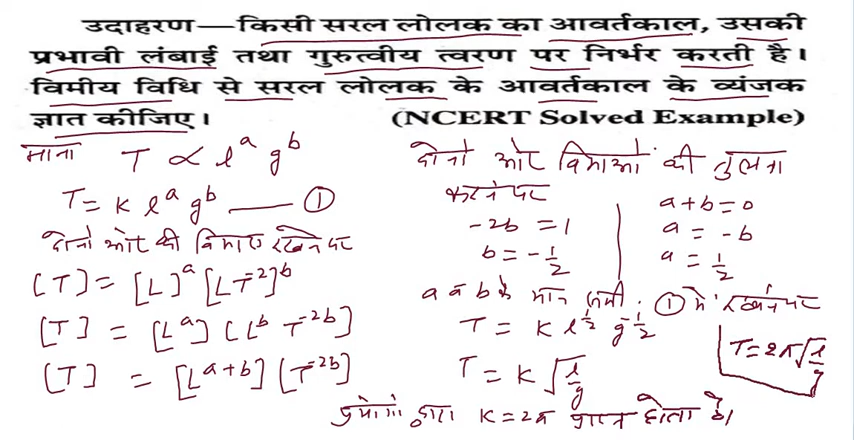 उदाहरण—किसी सरल लोलक का आवर्तकाल, उसकी
प्रभावी लंबाई तथा गुरुत्वीय त्वरण पर निर्भर करती है।
विमीय विधि से सरल लोलक के आवर्तकाल के व्यंजक
ज्ञात कीजिए। (NCERT Solved Example)
माना T ∝ l^a g^b
T = K l^a g^b —— ①
दोनो ओर की विमाए रखने पर
[T] = [L]^a [LT^-2]^b
[T] = [L^a] [L^b T^-2b]
[T] = [L^a+b] [T^-2b]
दोनो ओर विमाओ की तुलना
करने पर
-2b = 1
b = -1/2
a+b=0
a = -b
a = 1/2
a व b के मान समी. ① मे रखने पर
T = K l^1/2 g^-1/2
T = K √l/g
T = 2π√l/g
प्रयोगो द्वारा K = 2π प्राप्त होता है।